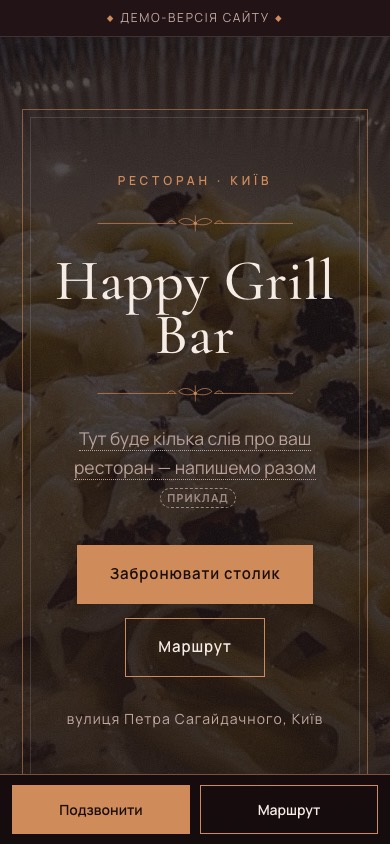 ДЕМО-ВЕРСІЯ САЙТУ
РЕСТОРАН · КИЇВ
Happy Grill
Bar
Тут буде кілька слів про ваш
ресторан — напишемо разом
ПРИКЛАД
Забронювати столик
Маршрут
вулиця Петра Сагайдачного, Київ
Подзвонити
Маршрут